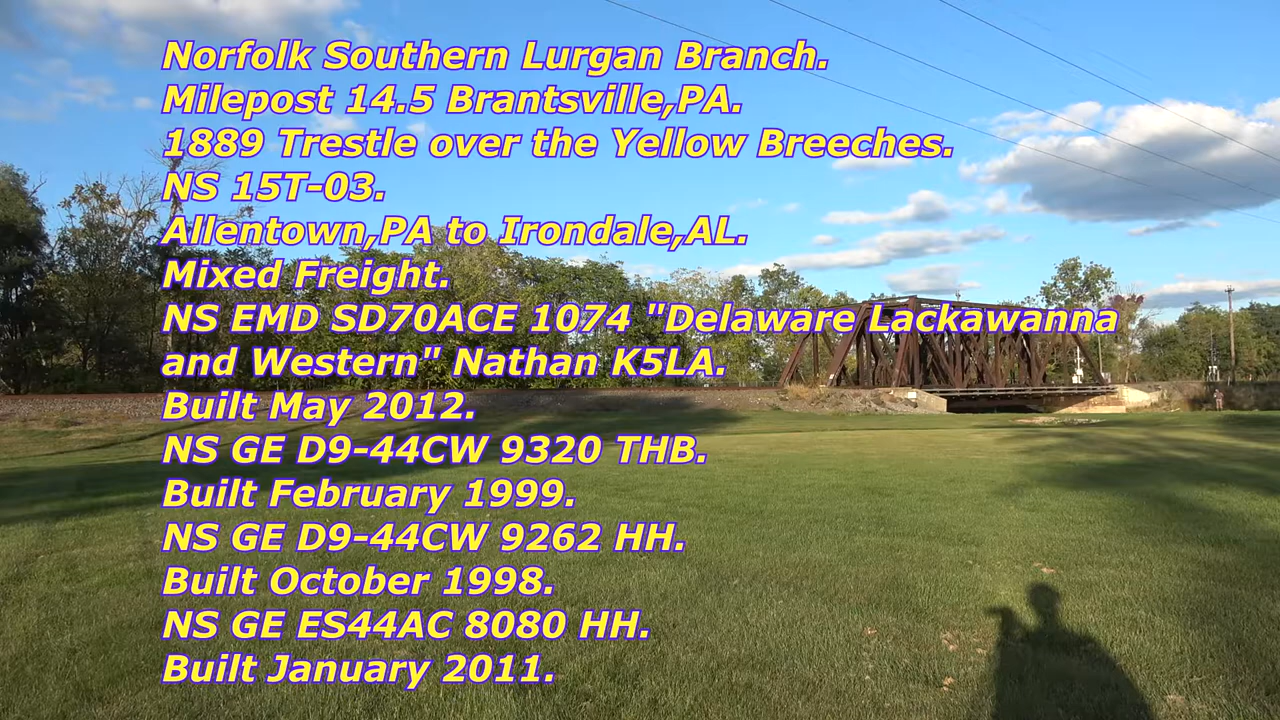 Norfolk Southern Lurgan Branch.
Milepost 14.5 Brantsville,PA.
1889 Trestle over the Yellow Breeches.
NS 15T-03.
Allentown,PA to Irondale,AL.
Mixed Freight.
NS EMD SD70ACE 1074 "Delaware Lackawanna
and Western" Nathan K5LA.
Built May 2012.
NS GE D9-44CW 9320 THB.
Built February 1999.
NS GE D9-44CW 9262 HH.
Built October 1998.
NS GE ES44AC 8080 HH.
Built January 2011.